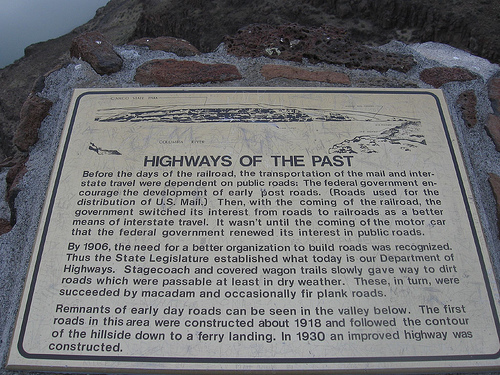 COLUMBIA RIVER
HIGHWAYS OF THE PAST
Before the days of the railroad, the transportation of the mail and inter-
state travel were dependent on public roads: The federal government en-
courage the development of early post roads. (Roads used for the
distribution of U.S. Mail.) Then, with the coming of the railroad, the
government switched its interest from roads to railroads as a better
means of interstate travel. It wasn't until the coming of the motor car
that the federal government renewed its interest in public roads.
By 1906, the need for a better organization to build roads was recognized.
Thus the State Legislature established what today is our Department of
Highways. Stagecoach and covered wagon trails slowly gave way to dirt
roads which were passable at least in dry weather. These, in turn, were
succeeded by macadam and occasionally fir plank roads.
Remnants of early day roads can be seen in the valley below. The first
roads in this area were constructed about 1918 and followed the contour
of the hillside down to a ferry landing. In 1930 an improved highway was
constructed.